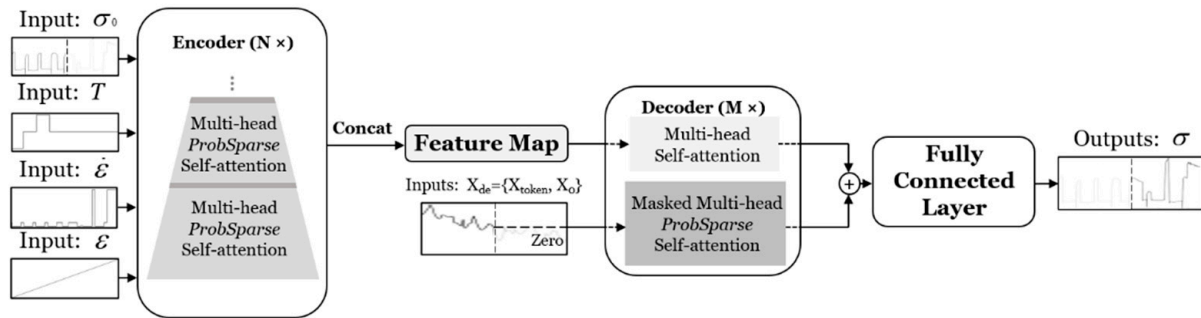 Input: σ₀
Input: T
Input: ε̇
Input: ε
Encoder (N ×)
⋮
Multi-head
ProbSparse
Self-attention
Multi-head
ProbSparse
Self-attention
Concat
Feature Map
Inputs: X_de={X_token, X_o}
Zero
Decoder (M ×)
Multi-head
Self-attention
Masked Multi-head
ProbSparse
Self-attention
+
Fully
Connected
Layer
Outputs: σ